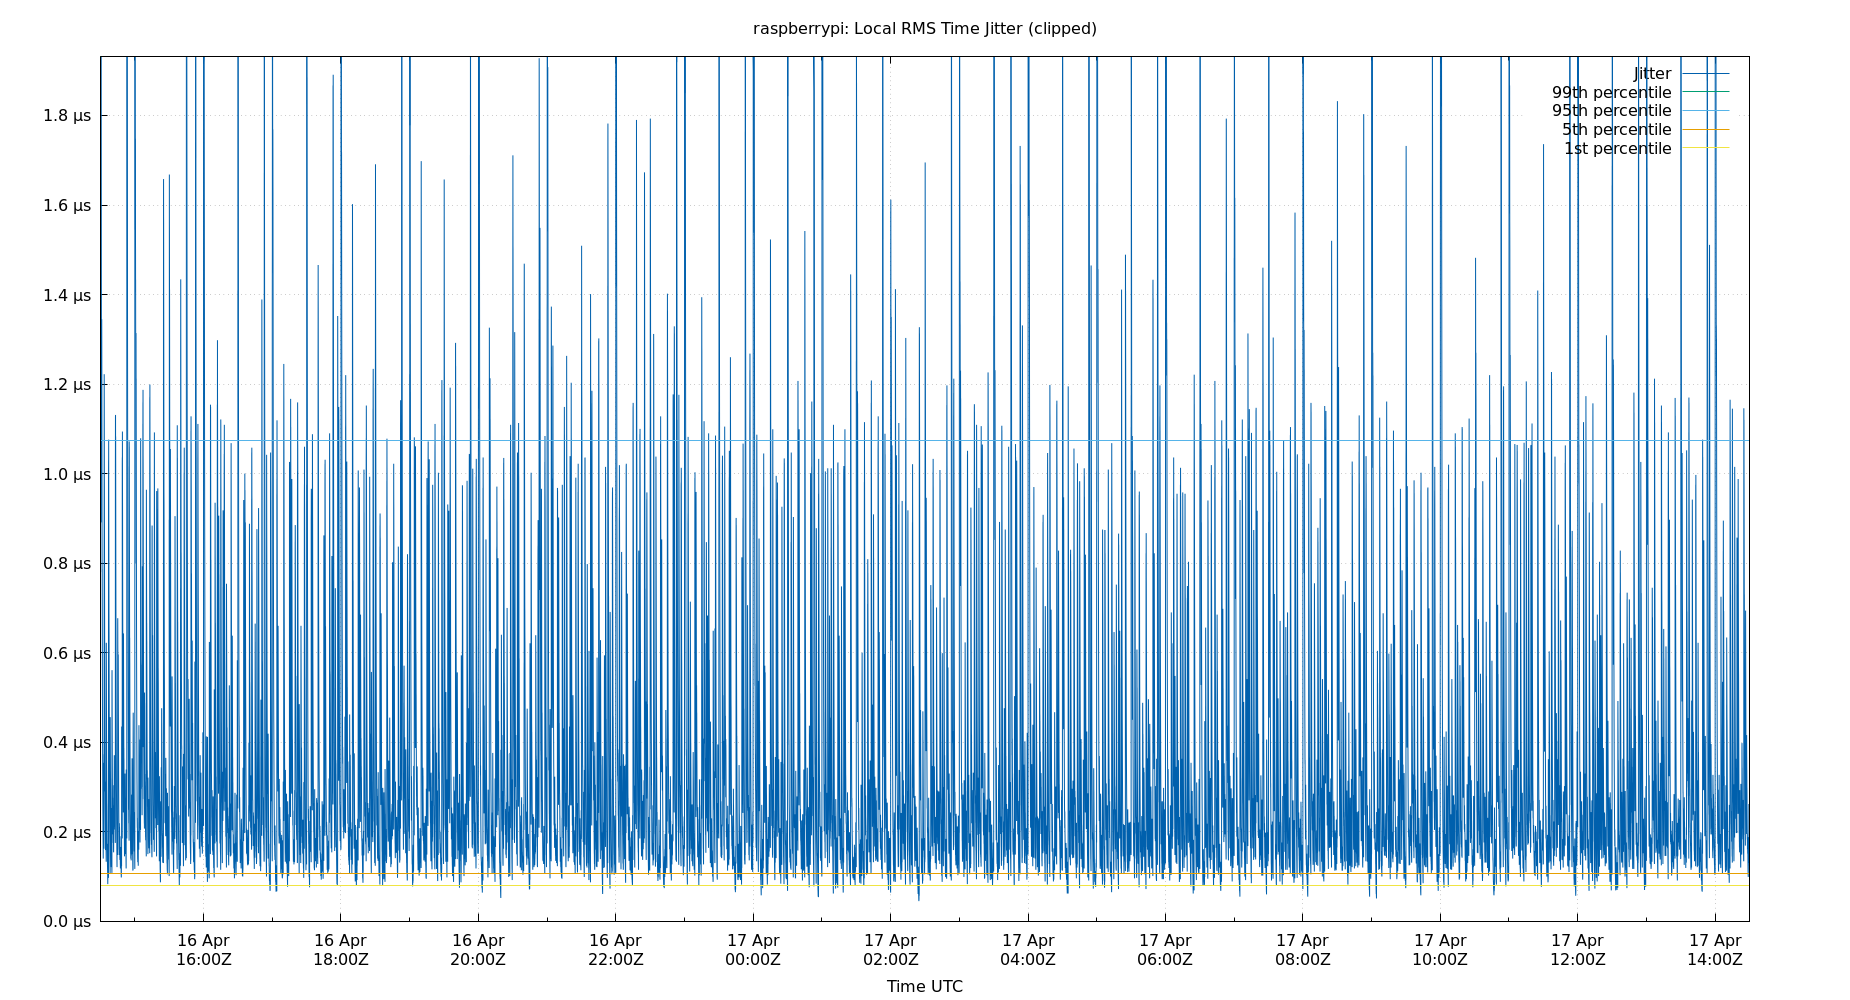 raspberrypi: Local RMS Time Jitter (clipped)
Jitter
99th percentile
95th percentile
5th percentile
1st percentile
1.8 μs
1.6 μs
1.4 μs
1.2 μs
1.0 μs
0.8 μs
0.6 μs
0.4 μs
0.2 μs
0.0 μs
16 Apr 16 Apr 16 Apr 16 Apr 17 Apr 17 Apr 17 Apr 17 Apr 17 Apr 17 Apr 17 Apr 17 Apr
16:00Z 18:00Z 20:00Z 22:00Z 00:00Z 02:00Z 04:00Z 06:00Z 08:00Z 10:00Z 12:00Z 14:00Z
Time UTC